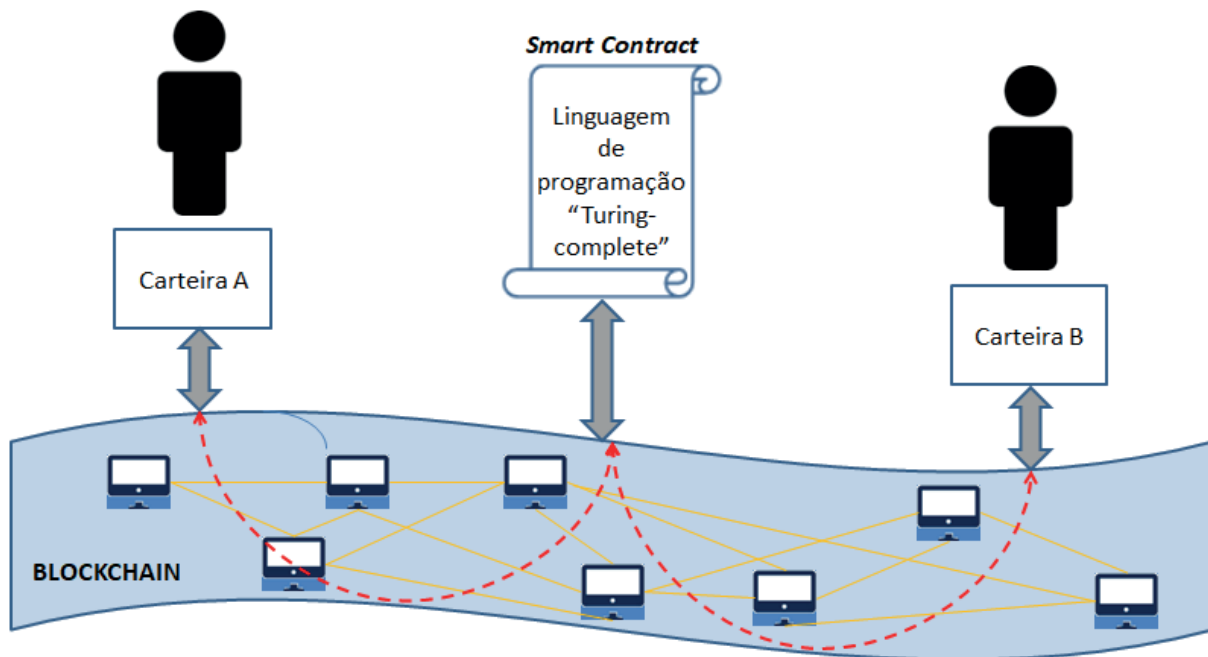 Smart Contract
Linguagem
de
programação
“Turing-
complete”
Carteira A
Carteira B
BLOCKCHAIN